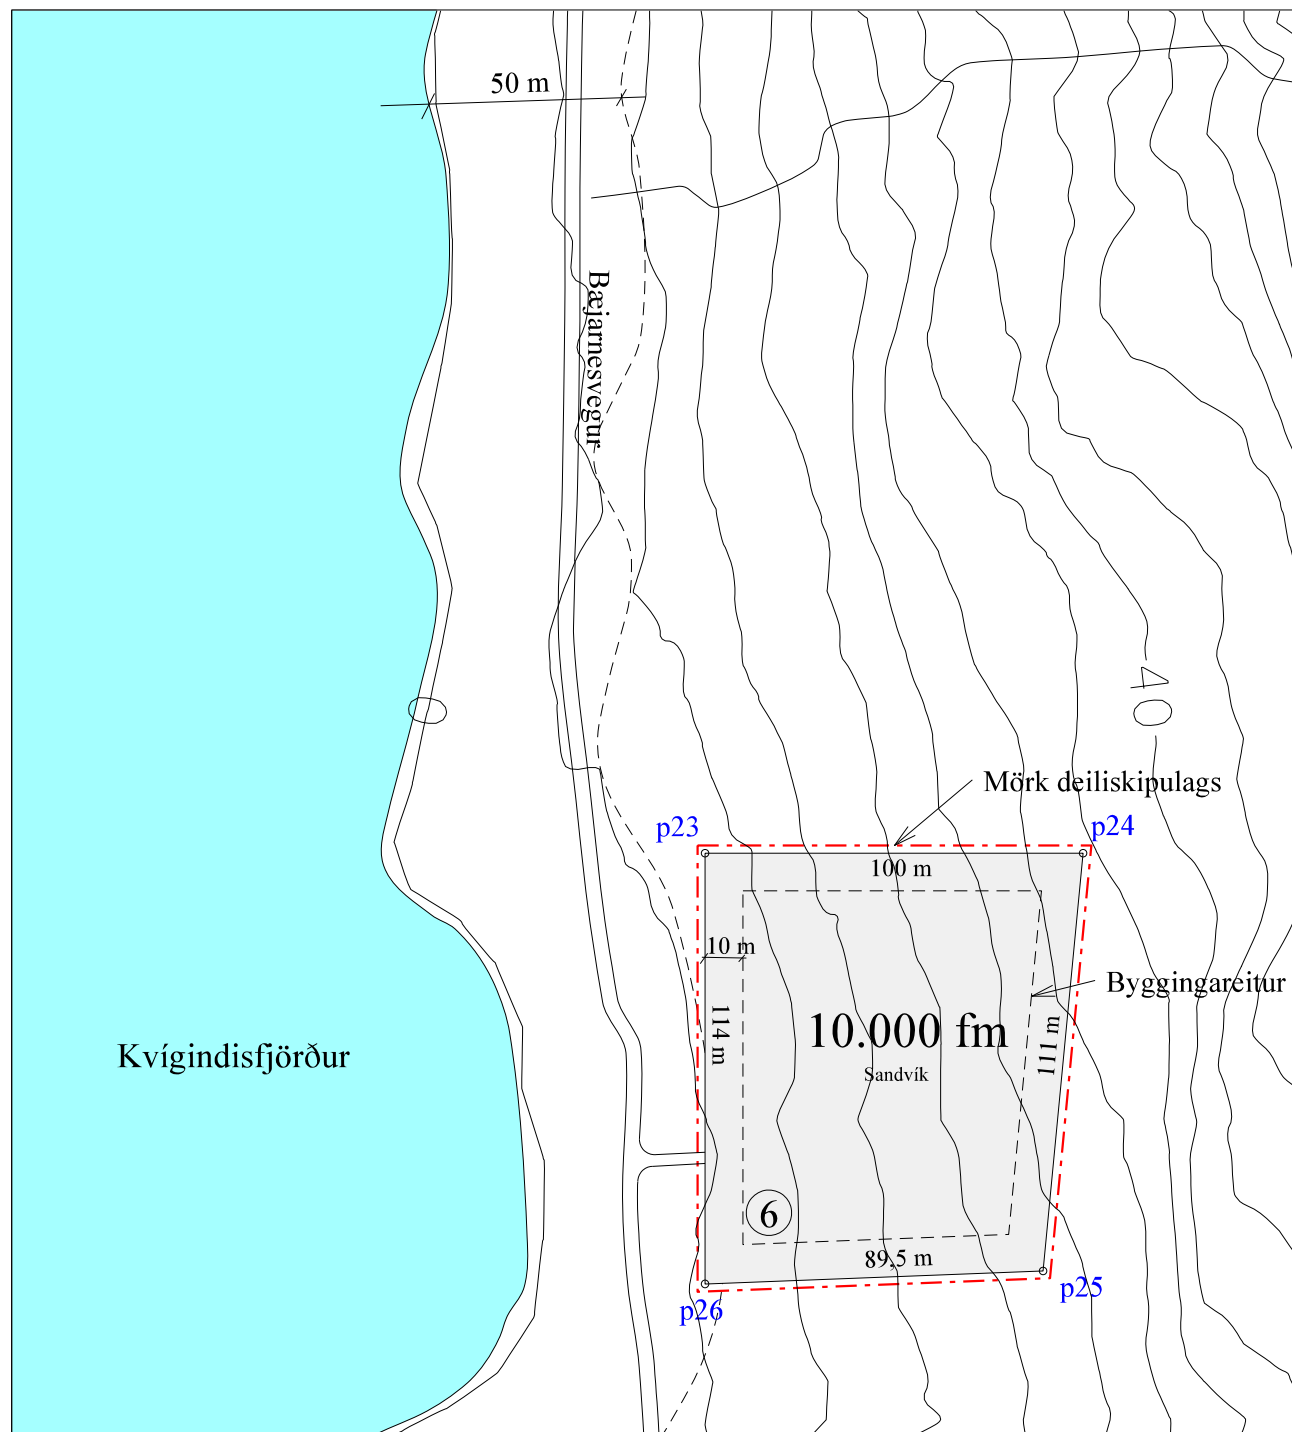 50 m
Bæjarnesvegur
40
0
Mörk deiliskipulags
p23
p24
100 m
10 m
Byggingareitur
114 m
10.000 fm
111 m
Kvígindisfjörður
Sandvík
6
89,5 m
p25
p26